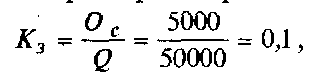 K_з = O_c / Q = 5000 / 50000 = 0,1 ,